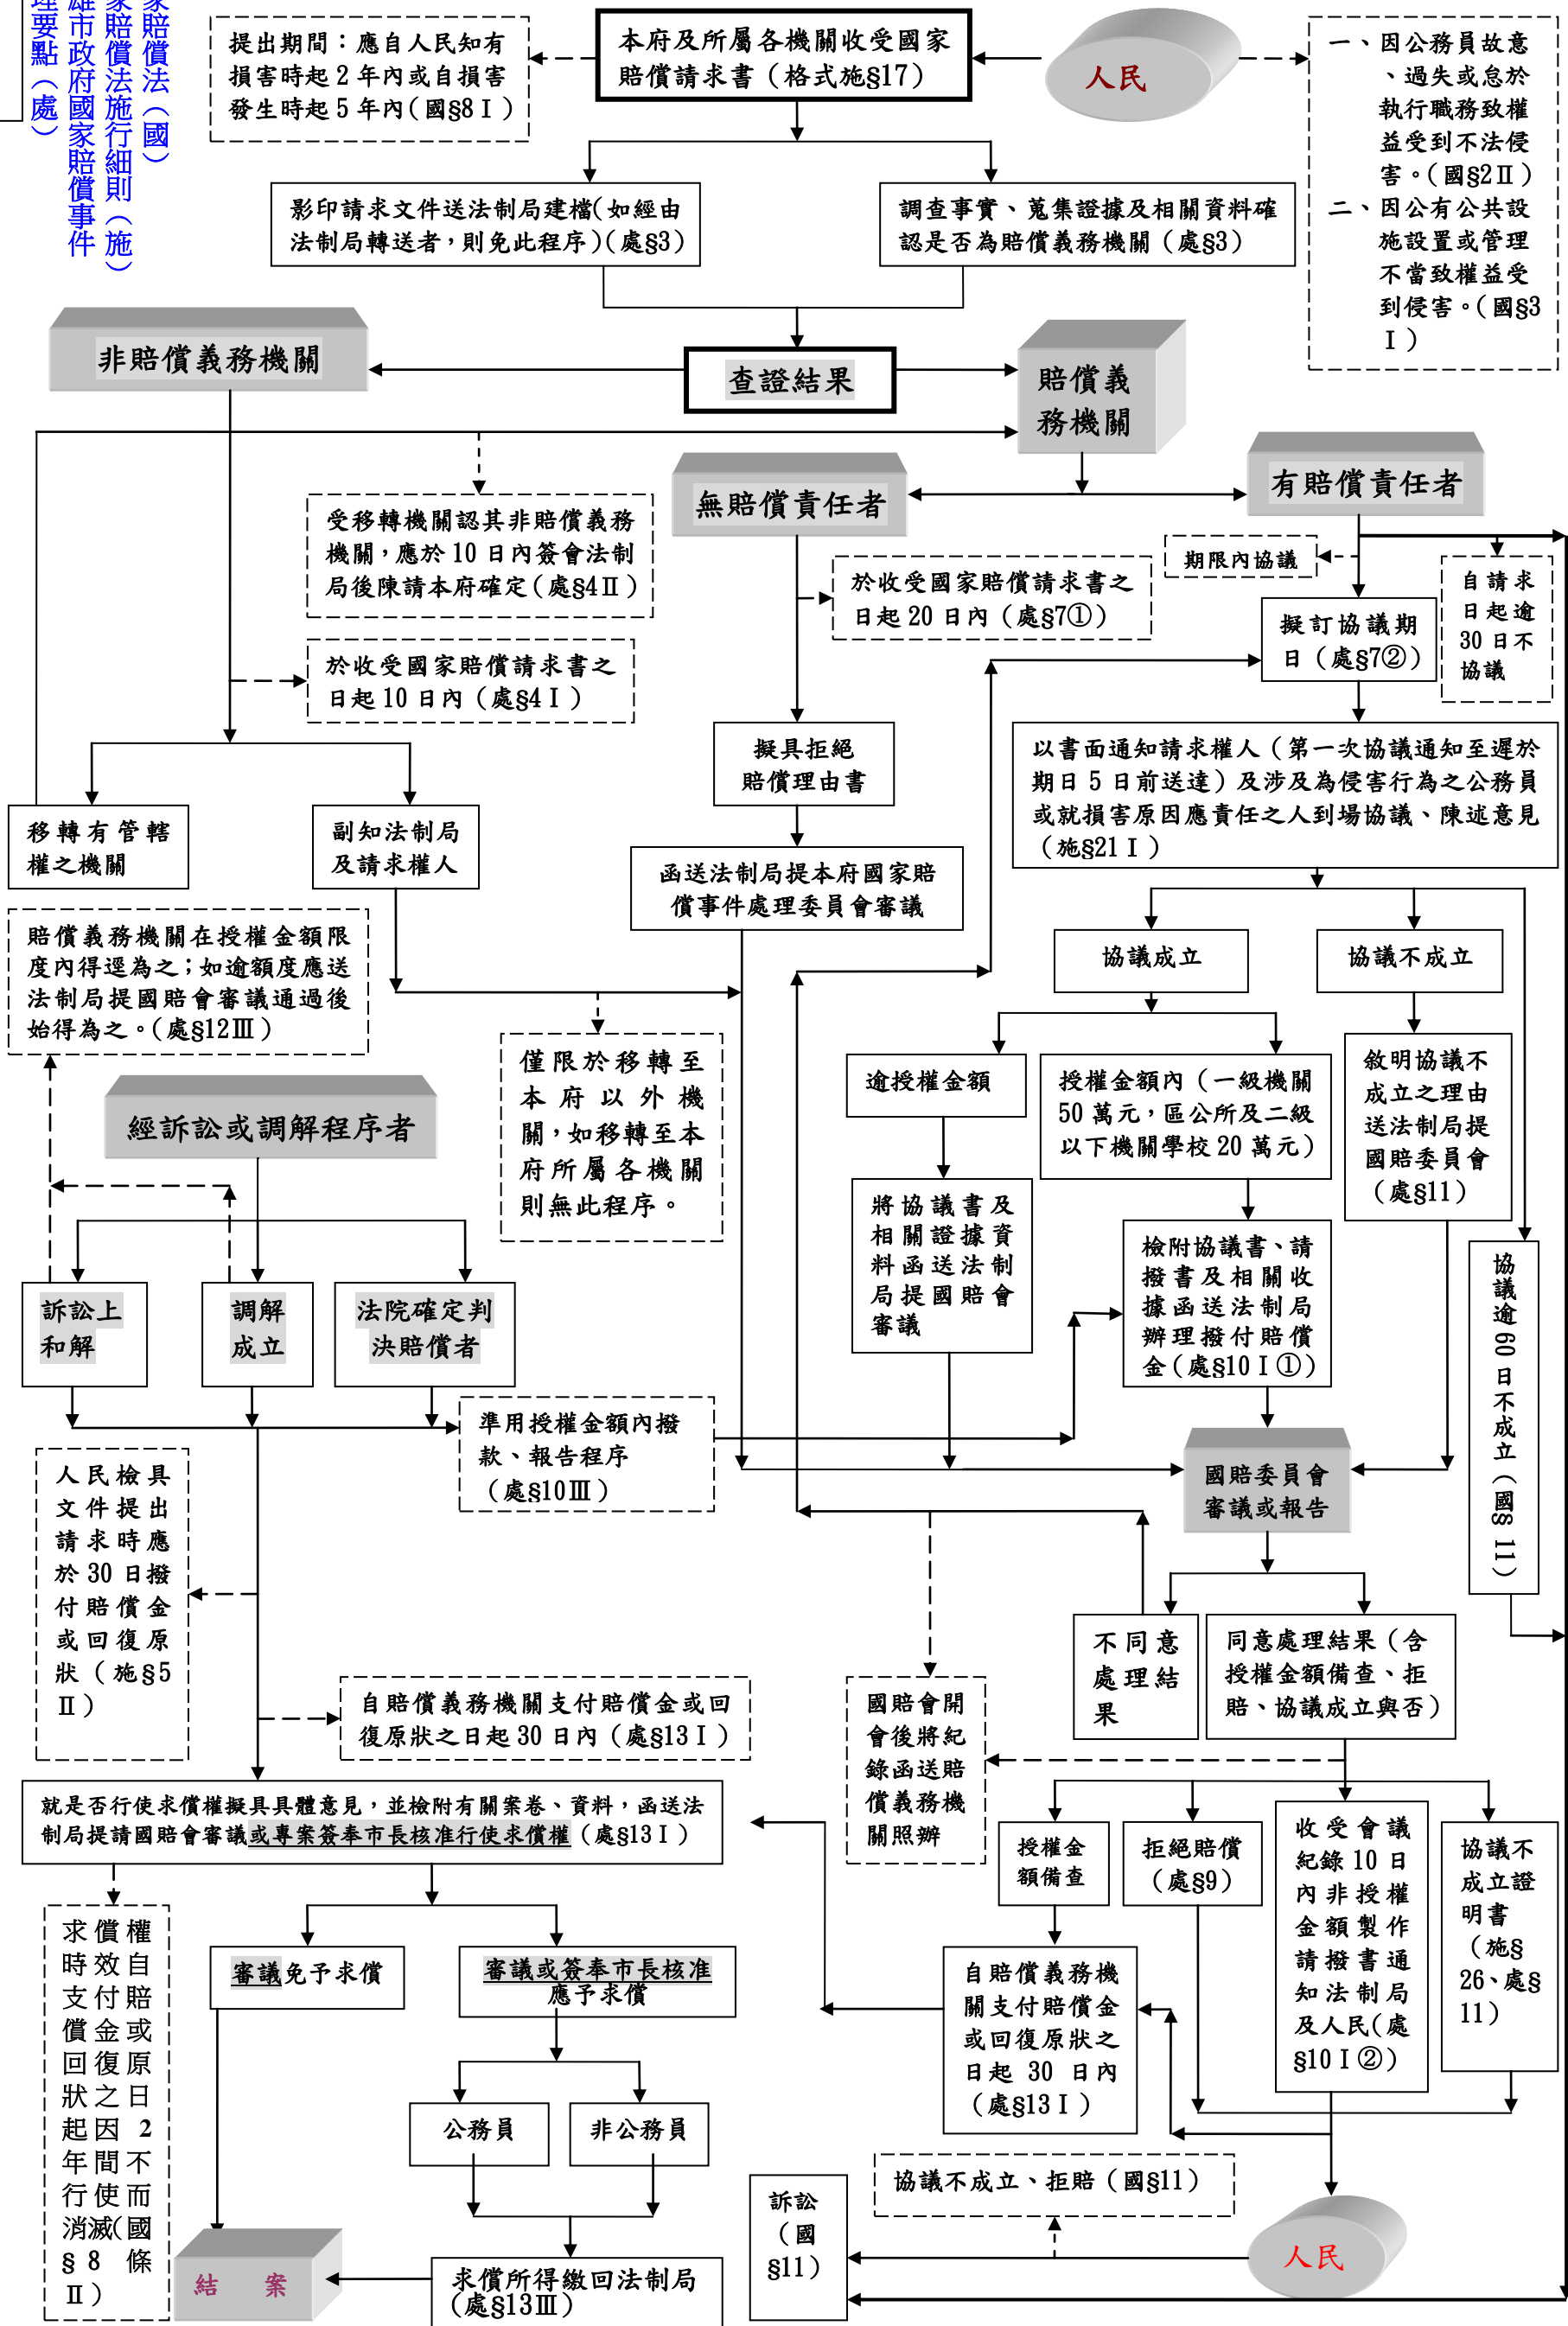 家賠償法（國）
家賠償法施行細則（施）
雄市政府國家賠償事件
理要點（處）
提出期間：應自人民知有
損害時起 2 年內或自損害
發生時起 5 年內(國§8Ⅰ)
本府及所屬各機關收受國家
賠償請求書（格式施§17）
人民
一、因公務員故意
、過失或怠於
執行職務致權
益受到不法侵
害。(國§2Ⅱ)
二、因公有公共設
施設置或管理
不當致權益受
到侵害。(國§3
Ⅰ)
影印請求文件送法制局建檔(如經由
法制局轉送者，則免此程序)(處§3)
調查事實、蒐集證據及相關資料確
認是否為賠償義務機關（處§3）
非賠償義務機關
查證結果
賠償義
務機關
無賠償責任者
有賠償責任者
受移轉機關認其非賠償義務
機關，應於 10 日內簽會法制
局後陳請本府確定(處§4Ⅱ)
於收受國家賠償請求書之
日起 20 日內（處§7①）
期限內協議
自請求
日起逾
30 日不
協議
擬訂協議期
日（處§7②）
於收受國家賠償請求書之
日起 10 日內（處§4Ⅰ）
擬具拒絕
賠償理由書
以書面通知請求權人（第一次協議通知至遲於
期日 5 日前送達）及涉及為侵害行為之公務員
或就損害原因應責任之人到場協議、陳述意見
（施§21Ⅰ）
移轉有管轄
權之機關
副知法制局
及請求權人
函送法制局提本府國家賠
償事件處理委員會審議
賠償義務機關在授權金額限
度內得逕為之；如逾額度應送
法制局提國賠會審議通過後
始得為之。(處§12Ⅲ)
協議成立
協議不成立
僅限於移轉至
本府以外機
關，如移轉至本
府所屬各機關
則無此程序。
逾授權金額
授權金額內（一級機關
50 萬元，區公所及二級
以下機關學校 20 萬元）
敘明協議不
成立之理由
送法制局提
國賠委員會
（處§11）
經訴訟或調解程序者
將協議書及
相關證據資
料函送法制
局提國賠會
審議
檢附協議書、請
撥書及相關收
據函送法制局
辦理撥付賠償
金(處§10Ⅰ①)
協議逾 60 日不成立（國§ 11）
訴訟上
和解
調解
成立
法院確定判
決賠償者
準用授權金額內撥
款、報告程序
（處§10Ⅲ）
人民檢具
文件提出
請求時應
於 30 日撥
付賠償金
或回復原
狀（施§5
Ⅱ）
國賠委員會
審議或報告
不同意
處理結
果
同意處理結果（含
授權金額備查、拒
賠、協議成立與否）
自賠償義務機關支付賠償金或回
復原狀之日起 30 日內（處§13Ⅰ）
國賠會開
會後將紀
錄函送賠
償義務機
關照辦
就是否行使求償權擬具具體意見，並檢附有關案卷、資料，函送法
制局提請國賠會審議或專案簽奉市長核准行使求償權（處§13Ⅰ）
授權金
額備查
拒絕賠償
（處§9）
收受會議
紀錄 10 日
內非授權
金額製作
請撥書通
知法制局
及人民(處
§10Ⅰ②)
協議不
成立證
明書
（施§
26、處§
11）
求償權
時效自
支付賠
償金或
回復原
狀之日
起因 2
年間不
行使而
消滅(國
§ 8 條
Ⅱ)
審議免予求償
審議或簽奉市長核准
應予求償
自賠償義務機
關支付賠償金
或回復原狀之
日起 30 日內
（處§13Ⅰ）
公務員
非公務員
協議不成立、拒賠（國§11）
訴訟
（國
§11）
人民
結 案
求償所得繳回法制局
(處§13Ⅲ)